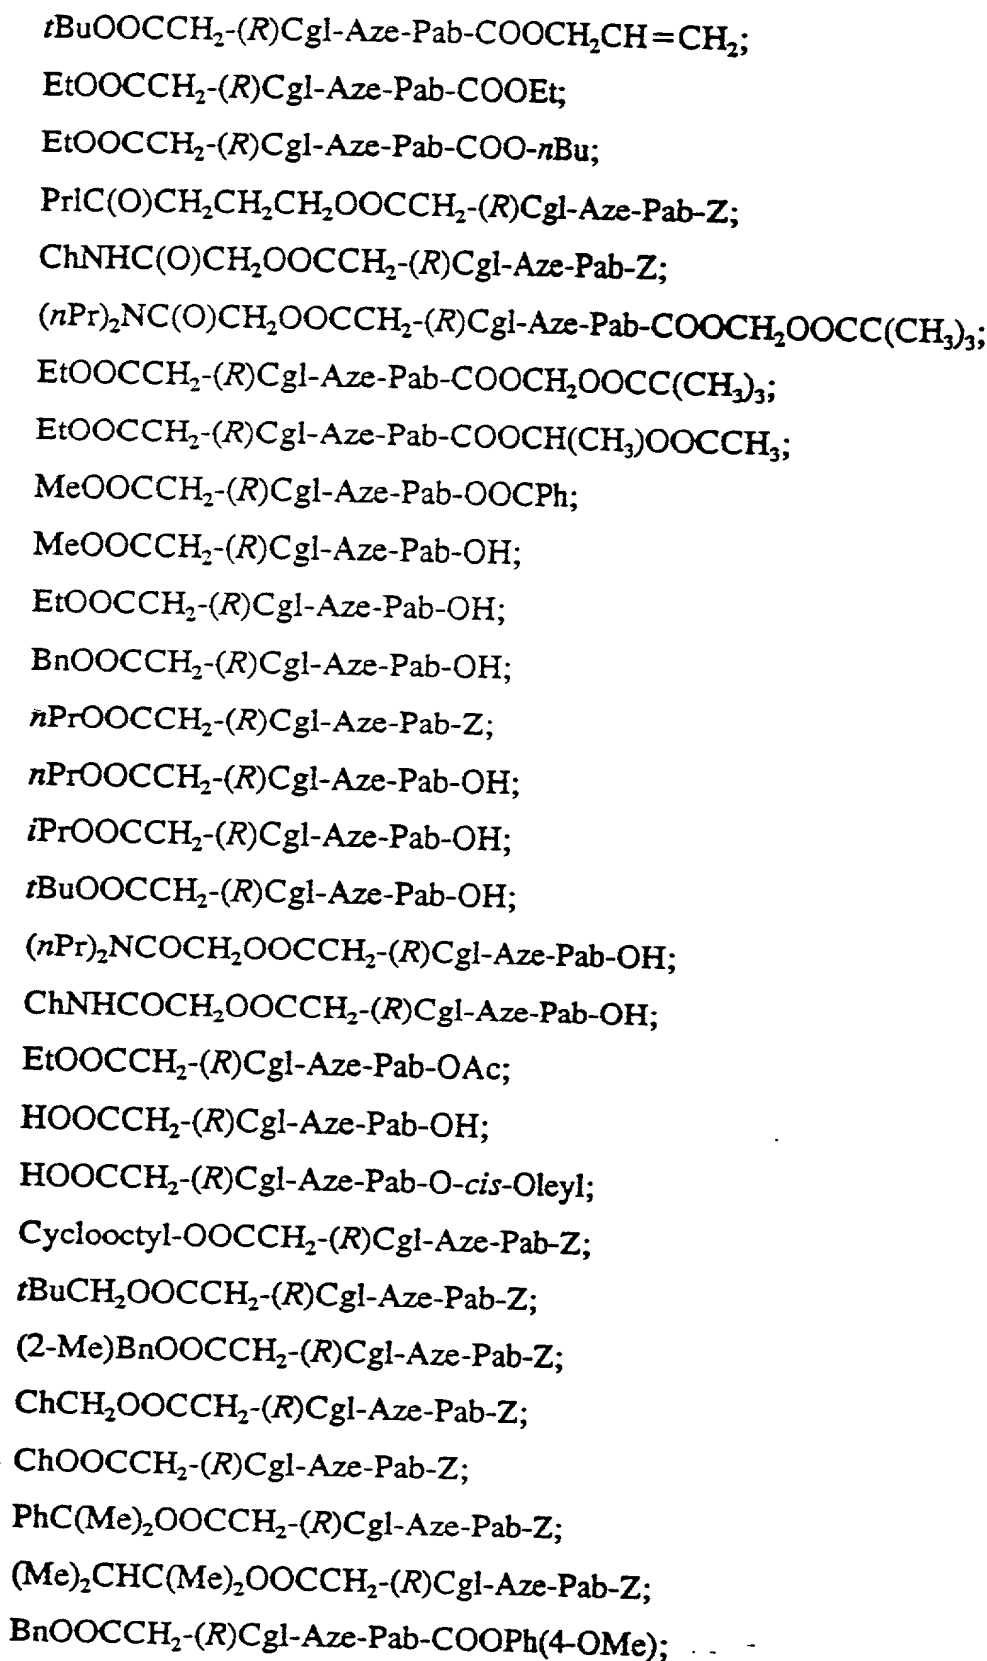 tBuOOCCH₂-(R)Cgl-Aze-Pab-COOCH₂CH=CH₂;
EtOOCCH₂-(R)Cgl-Aze-Pab-COOEt;
EtOOCCH₂-(R)Cgl-Aze-Pab-COO-nBu;
PrlC(O)CH₂CH₂CH₂OOCCH₂-(R)Cgl-Aze-Pab-Z;
ChNHC(O)CH₂OOCCH₂-(R)Cgl-Aze-Pab-Z;
(nPr)₂NC(O)CH₂OOCCH₂-(R)Cgl-Aze-Pab-COOCH₂OOCC(CH₃)₃;
EtOOCCH₂-(R)Cgl-Aze-Pab-COOCH₂OOCC(CH₃)₃;
EtOOCCH₂-(R)Cgl-Aze-Pab-COOCH(CH₃)OOCCH₃;
MeOOCCH₂-(R)Cgl-Aze-Pab-OOCPh;
MeOOCCH₂-(R)Cgl-Aze-Pab-OH;
EtOOCCH₂-(R)Cgl-Aze-Pab-OH;
BnOOCCH₂-(R)Cgl-Aze-Pab-OH;
nPrOOCCH₂-(R)Cgl-Aze-Pab-Z;
nPrOOCCH₂-(R)Cgl-Aze-Pab-OH;
iPrOOCCH₂-(R)Cgl-Aze-Pab-OH;
tBuOOCCH₂-(R)Cgl-Aze-Pab-OH;
(nPr)₂NCOCH₂OOCCH₂-(R)Cgl-Aze-Pab-OH;
ChNHCOCH₂OOCCH₂-(R)Cgl-Aze-Pab-OH;
EtOOCCH₂-(R)Cgl-Aze-Pab-OAc;
HOOCCH₂-(R)Cgl-Aze-Pab-OH;
HOOCCH₂-(R)Cgl-Aze-Pab-O-cis-Oleyl;
Cyclooctyl-OOCCH₂-(R)Cgl-Aze-Pab-Z;
tBuCH₂OOCCH₂-(R)Cgl-Aze-Pab-Z;
(2-Me)BnOOCCH₂-(R)Cgl-Aze-Pab-Z;
ChCH₂OOCCH₂-(R)Cgl-Aze-Pab-Z;
ChOOCCH₂-(R)Cgl-Aze-Pab-Z;
PhC(Me)₂OOCCH₂-(R)Cgl-Aze-Pab-Z;
(Me)₂CHC(Me)₂OOCCH₂-(R)Cgl-Aze-Pab-Z;
BnOOCCH₂-(R)Cgl-Aze-Pab-COOPh(4-OMe);